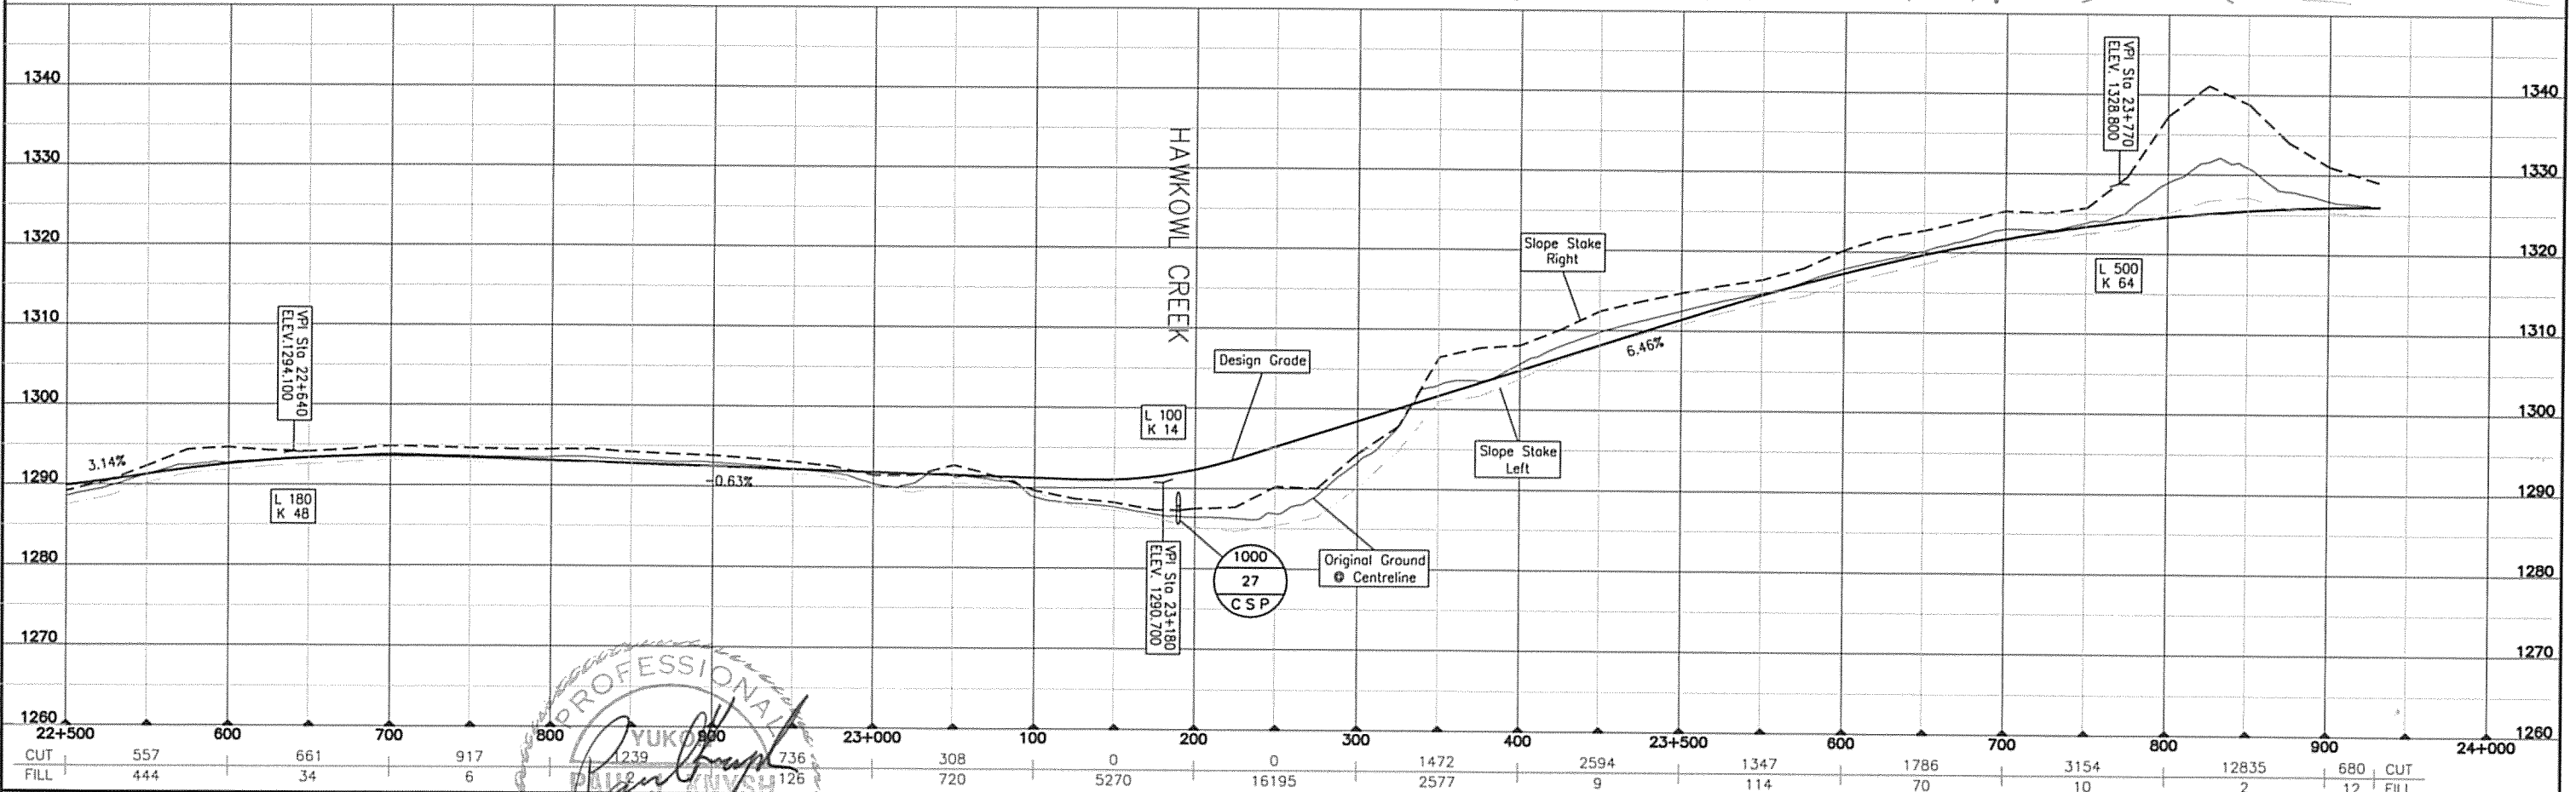 1340
1330
1320
1310
1300
1290
1280
1270
1260
1340
1330
1320
1310
1300
1290
1280
1270
1260
VPI Sta 22+640
ELEV.1294.100
3.14%
L 180
K 48
-0.63%
HAWKOWL CREEK
L 100
K 14
VPI Sta 23+180
ELEV. 1290.700
Design Grade
1000
27
CSP
Original Ground
@ Centreline
Slope Stake
Right
Slope Stake
Left
6.46%
VPI Sta 23+770
ELEV. 1328.800
L 500
K 64
PROFESSIONAL
YUKON
22+500 600 700 800 900 23+000 100 200 300 400 23+500 600 700 800 900 24+000
CUT 557 661 917 1239 736 308 0 0 1472 2594 1347 1786 3154 12835 680 CUT
FILL 444 34 6 2 126 720 5270 16195 2577 9 114 70 10 2 12 FILL